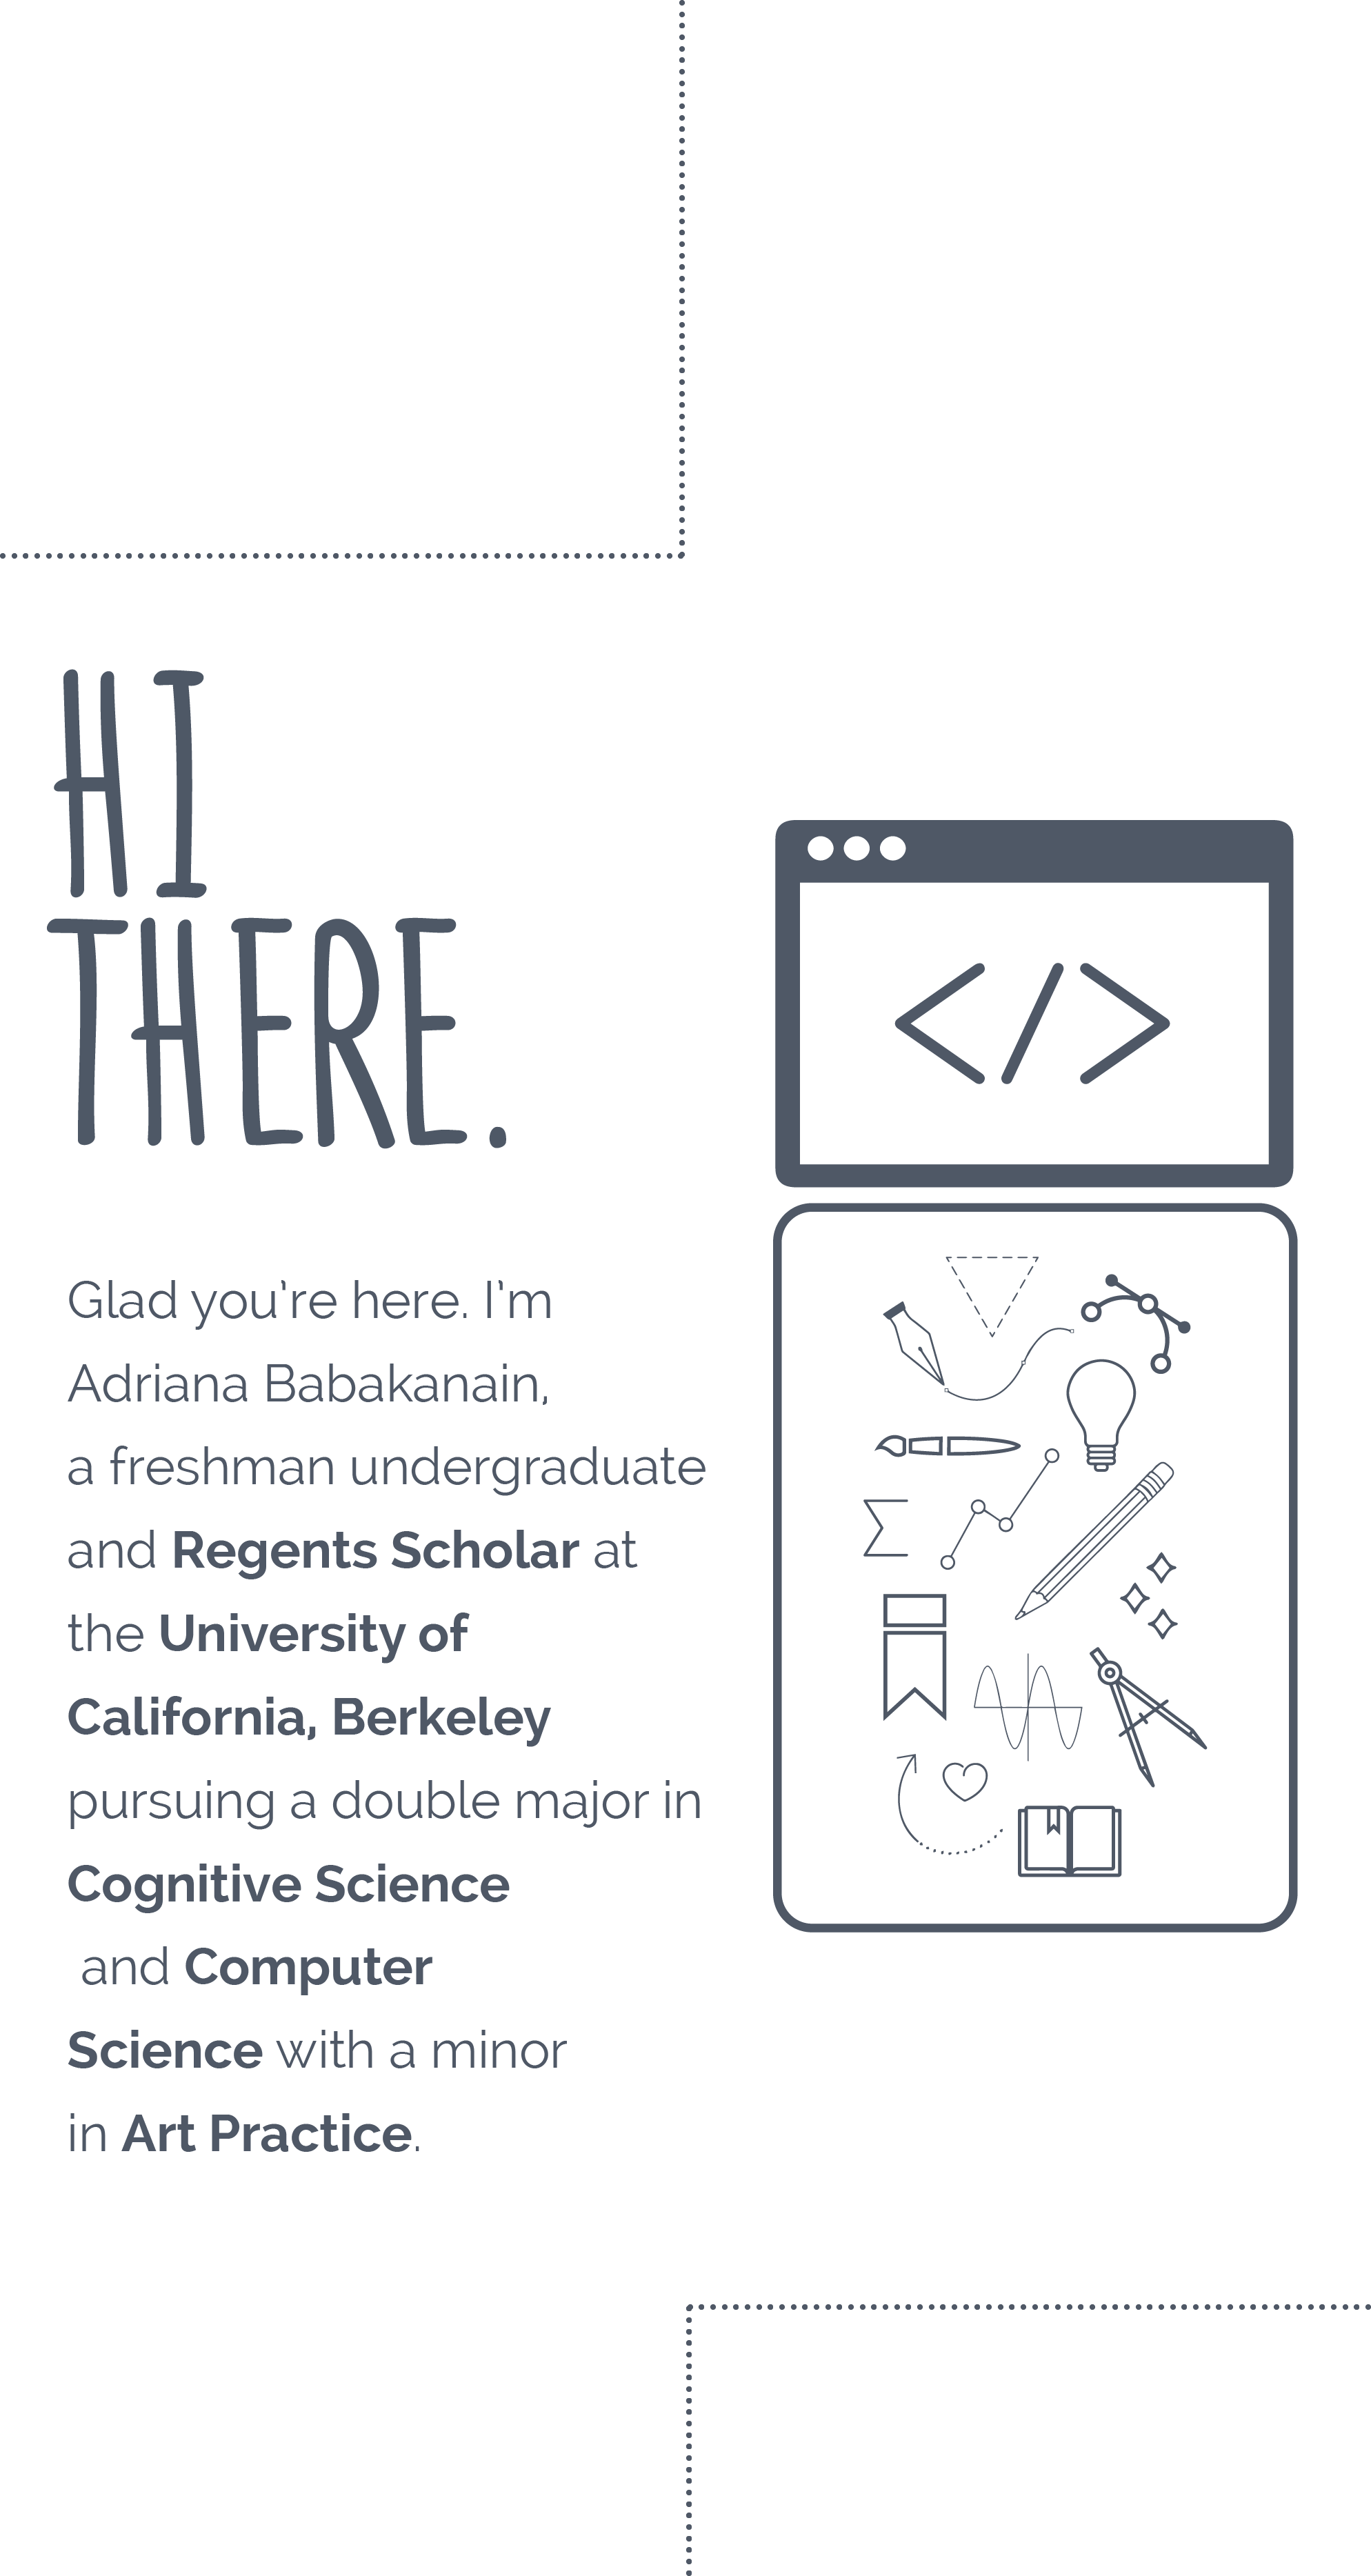 HI
THERE.
Glad you're here. I'm
Adriana Babakanain,
a freshman undergraduate
and Regents Scholar at
the University of
California, Berkeley
pursuing a double major in
Cognitive Science
and Computer
Science with a minor
in Art Practice.
</>